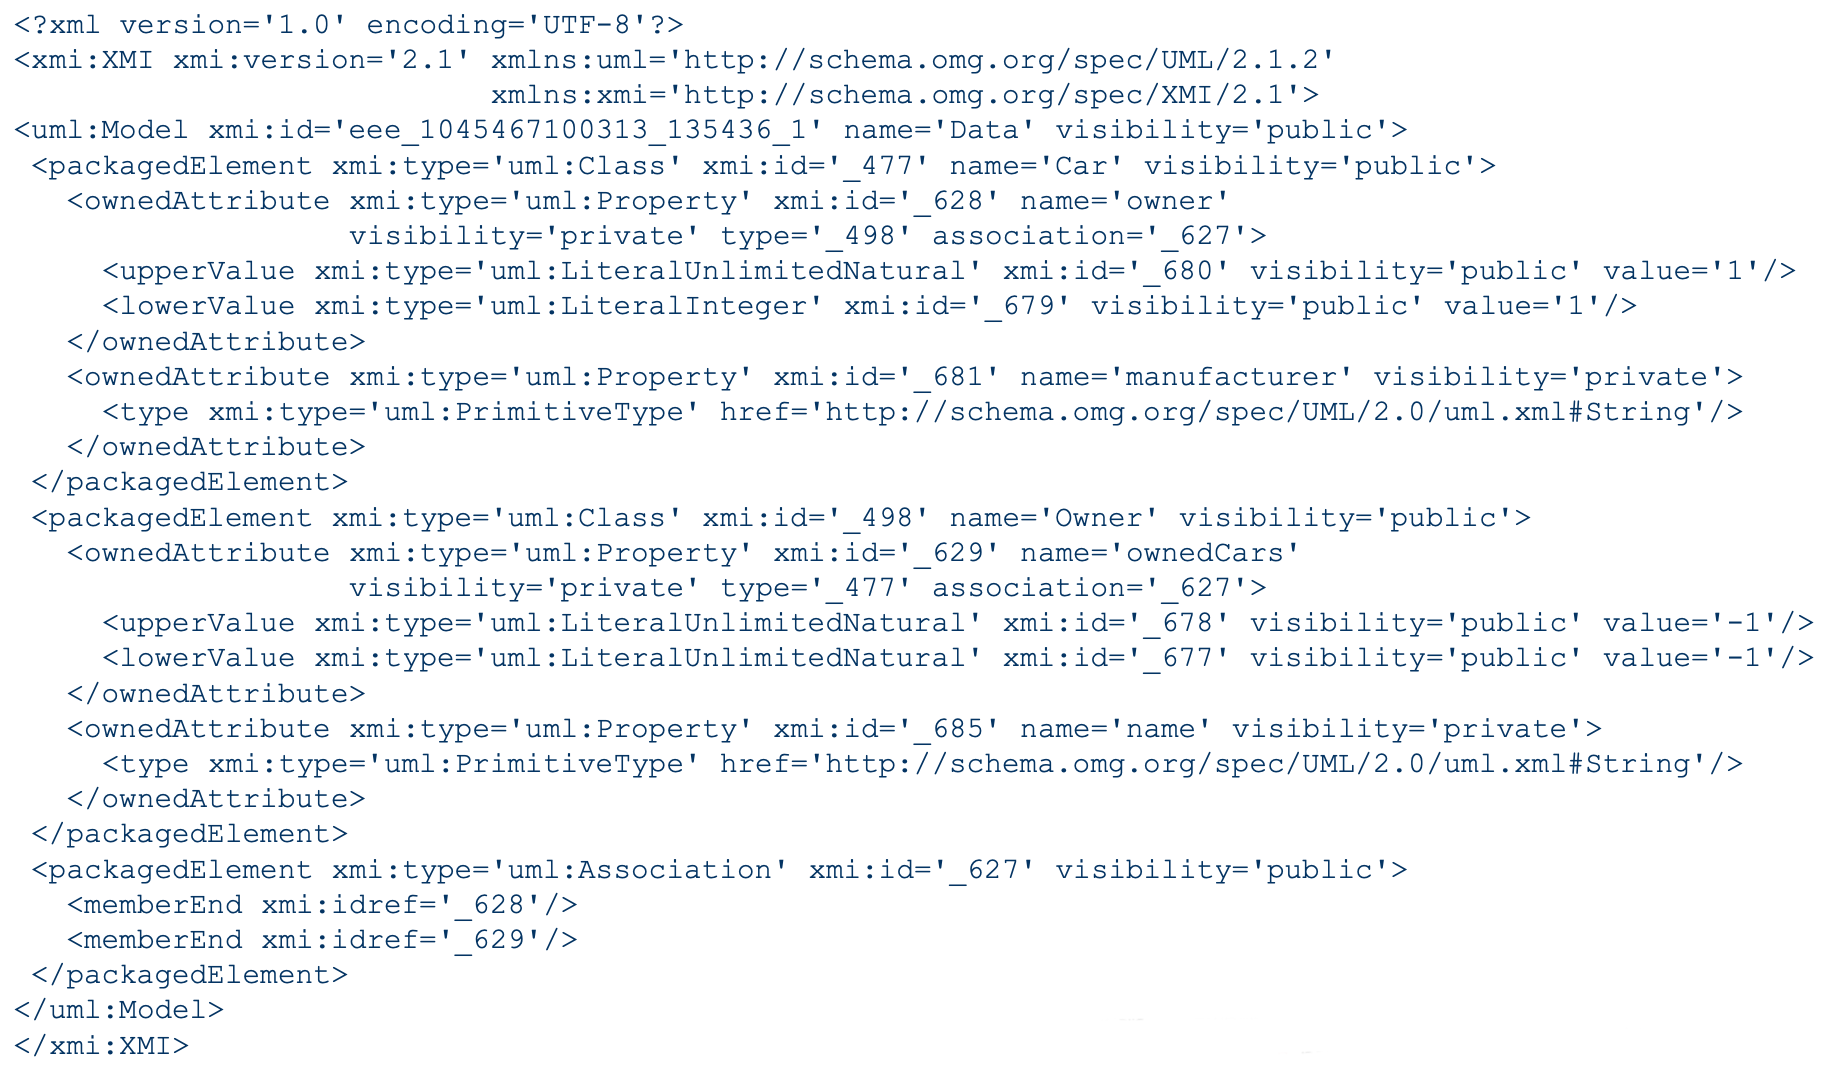 <?xml version='1.0' encoding='UTF-8'?>
<xmi:XMI xmi:version='2.1' xmlns:uml='http://schema.omg.org/spec/UML/2.1.2'
                           xmlns:xmi='http://schema.omg.org/spec/XMI/2.1'>
<uml:Model xmi:id='eee_1045467100313_135436_1' name='Data' visibility='public'>
 <packagedElement xmi:type='uml:Class' xmi:id='_477' name='Car' visibility='public'>
   <ownedAttribute xmi:type='uml:Property' xmi:id='_628' name='owner'
                   visibility='private' type='_498' association='_627'>
     <upperValue xmi:type='uml:LiteralUnlimitedNatural' xmi:id='_680' visibility='public' value='1'/>
     <lowerValue xmi:type='uml:LiteralInteger' xmi:id='_679' visibility='public' value='1'/>
   </ownedAttribute>
   <ownedAttribute xmi:type='uml:Property' xmi:id='_681' name='manufacturer' visibility='private'>
     <type xmi:type='uml:PrimitiveType' href='http://schema.omg.org/spec/UML/2.0/uml.xml#String'/>
   </ownedAttribute>
 </packagedElement>
 <packagedElement xmi:type='uml:Class' xmi:id='_498' name='Owner' visibility='public'>
   <ownedAttribute xmi:type='uml:Property' xmi:id='_629' name='ownedCars'
                   visibility='private' type='_477' association='_627'>
     <upperValue xmi:type='uml:LiteralUnlimitedNatural' xmi:id='_678' visibility='public' value='-1'/>
     <lowerValue xmi:type='uml:LiteralUnlimitedNatural' xmi:id='_677' visibility='public' value='-1'/>
   </ownedAttribute>
   <ownedAttribute xmi:type='uml:Property' xmi:id='_685' name='name' visibility='private'>
     <type xmi:type='uml:PrimitiveType' href='http://schema.omg.org/spec/UML/2.0/uml.xml#String'/>
   </ownedAttribute>
 </packagedElement>
 <packagedElement xmi:type='uml:Association' xmi:id='_627' visibility='public'>
   <memberEnd xmi:idref='_628'/>
   <memberEnd xmi:idref='_629'/>
 </packagedElement>
</uml:Model>
</xmi:XMI>